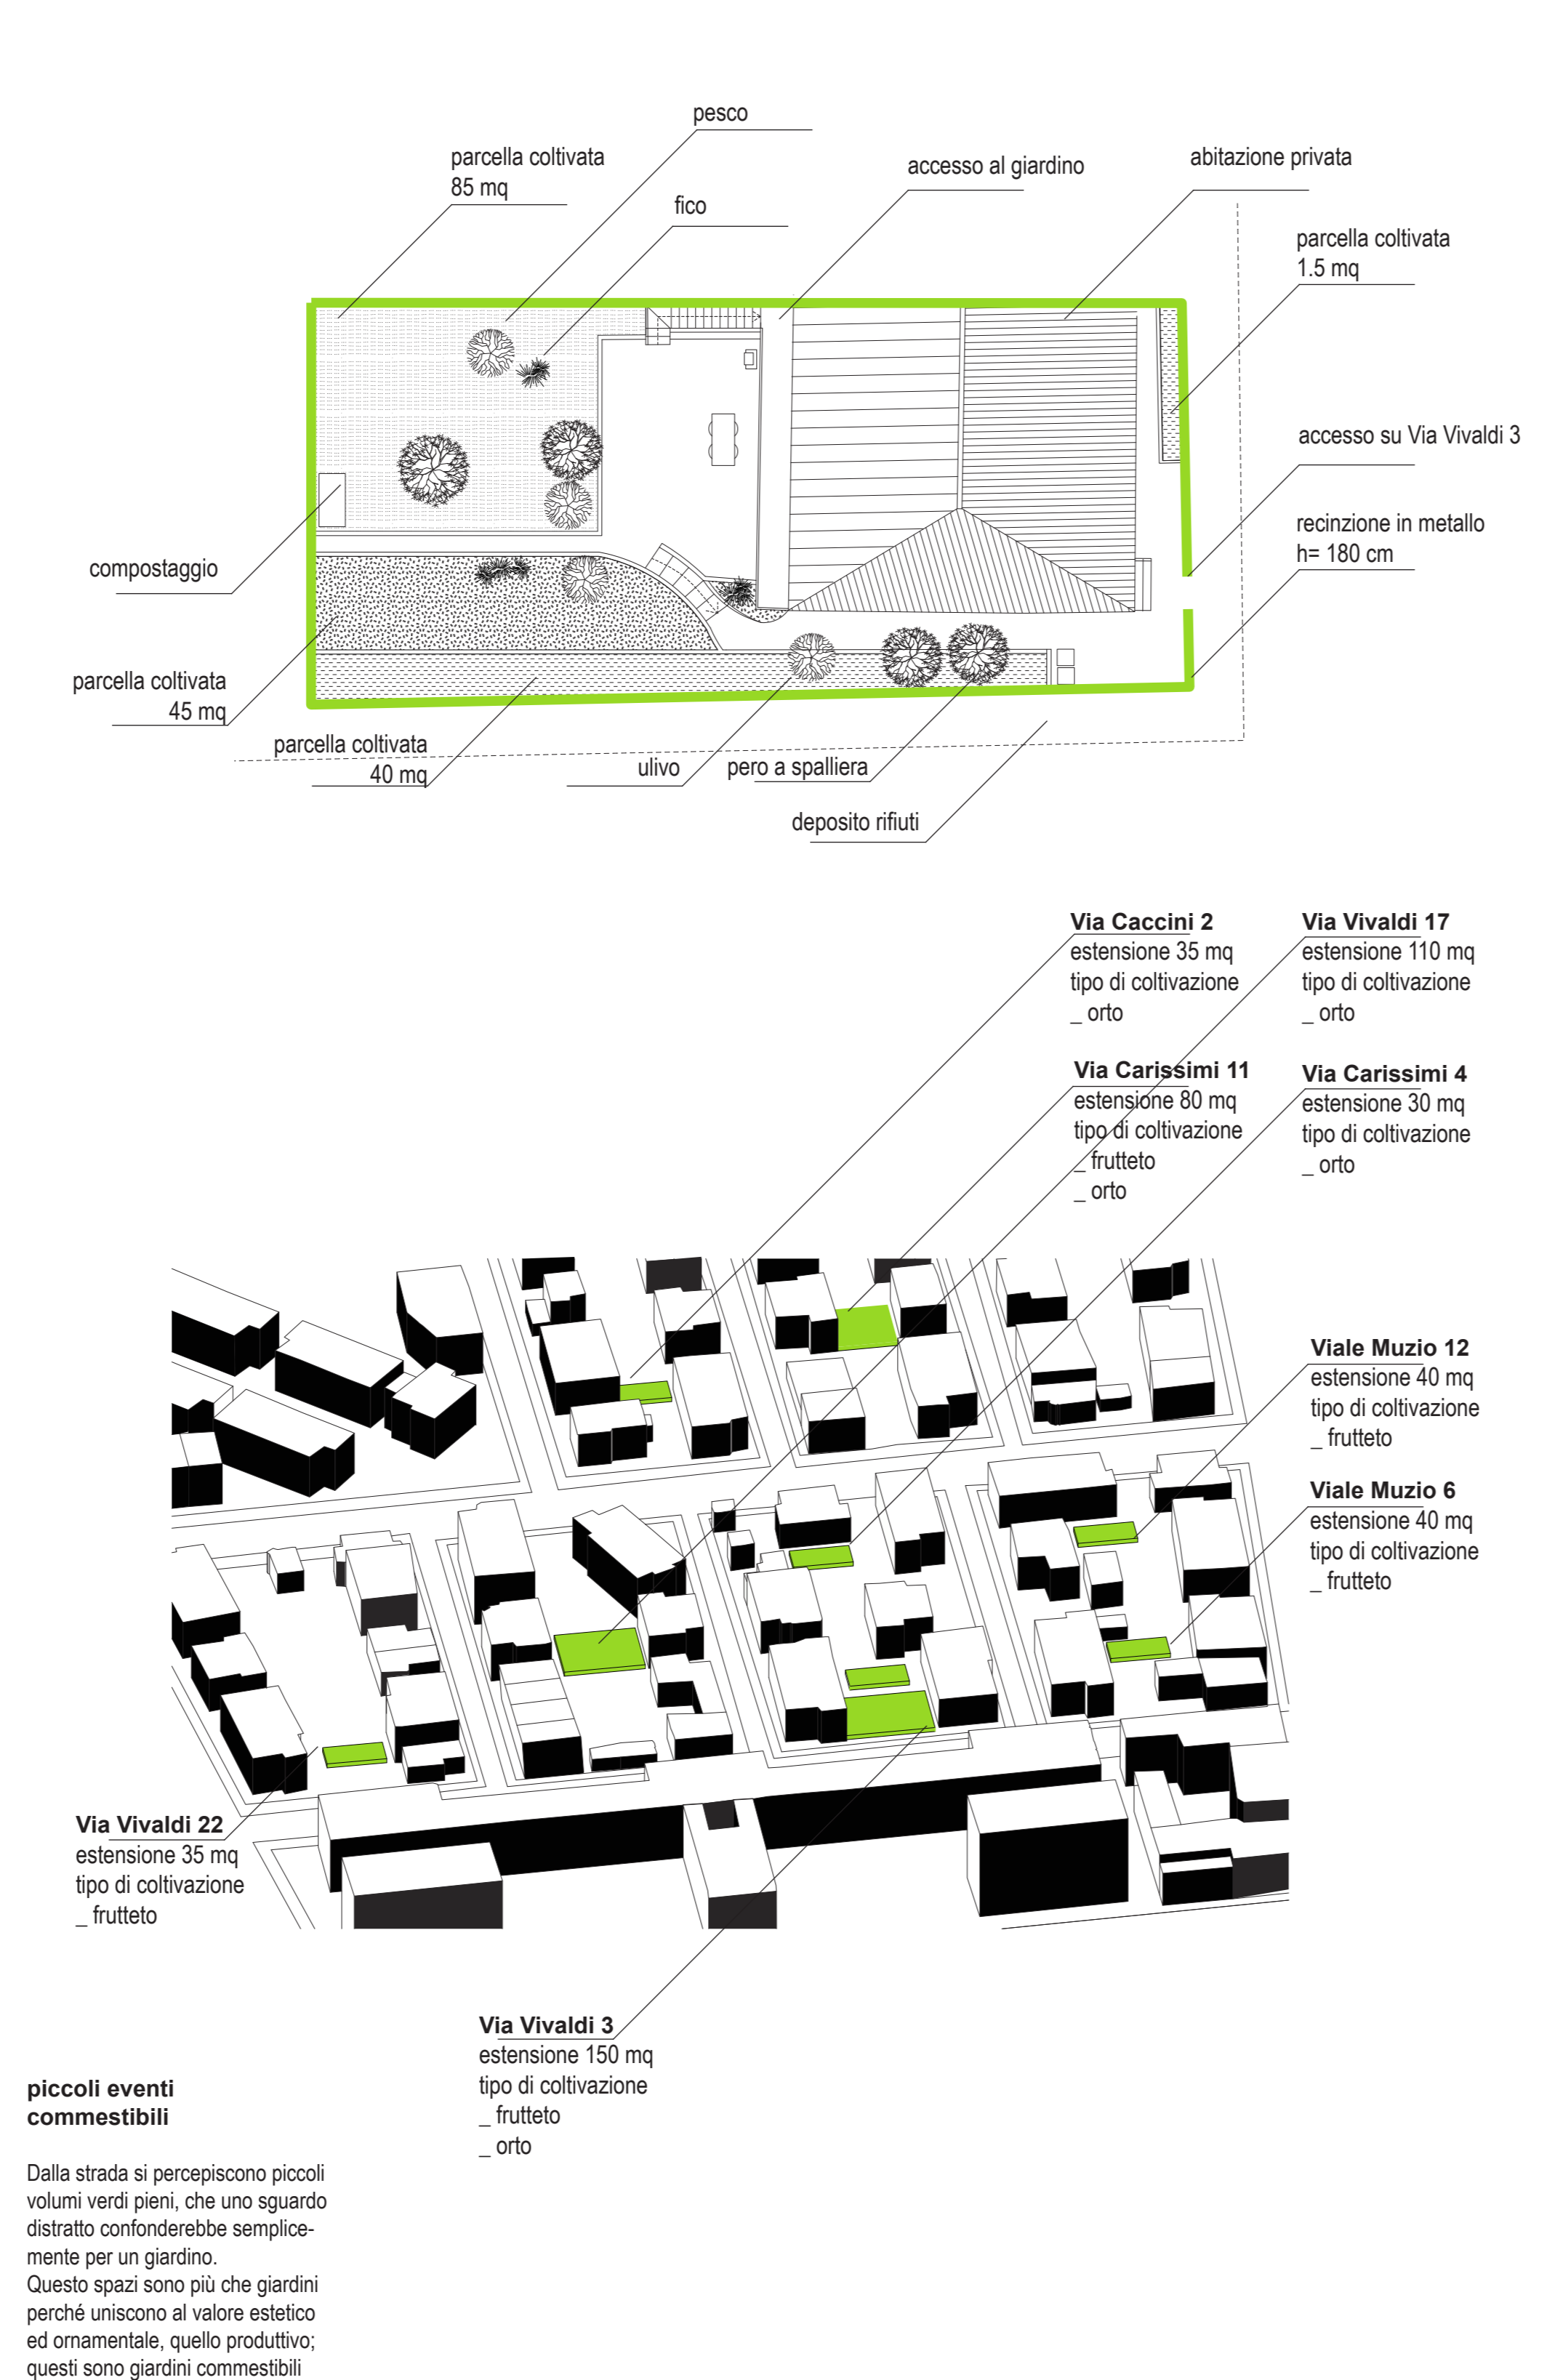 pesco
parcella coltivata
85 mq
accesso al giardino
abitazione privata
fico
parcella coltivata
1.5 mq
accesso su Via Vivaldi 3
recinzione in metallo
h= 180 cm
compostaggio
parcella coltivata
45 mq
parcella coltivata
40 mq
ulivo
pero a spalliera
deposito rifiuti
Via Caccini 2
estensione 35 mq
tipo di coltivazione
_ orto
Via Vivaldi 17
estensione 110 mq
tipo di coltivazione
_ orto
Via Carissimi 11
estensione 80 mq
tipo di coltivazione
_ frutteto
_ orto
Via Carissimi 4
estensione 30 mq
tipo di coltivazione
_ orto
Viale Muzio 12
estensione 40 mq
tipo di coltivazione
_ frutteto
Viale Muzio 6
estensione 40 mq
tipo di coltivazione
_ frutteto
Via Vivaldi 22
estensione 35 mq
tipo di coltivazione
_ frutteto
Via Vivaldi 3
estensione 150 mq
tipo di coltivazione
_ frutteto
_ orto
piccoli eventi
commestibili
Dalla strada si percepiscono piccoli
volumi verdi pieni, che uno sguardo
distratto confonderebbe semplice-
mente per un giardino.
Questo spazi sono più che giardini
perché uniscono al valore estetico
ed ornamentale, quello produttivo;
questi sono giardini commestibili